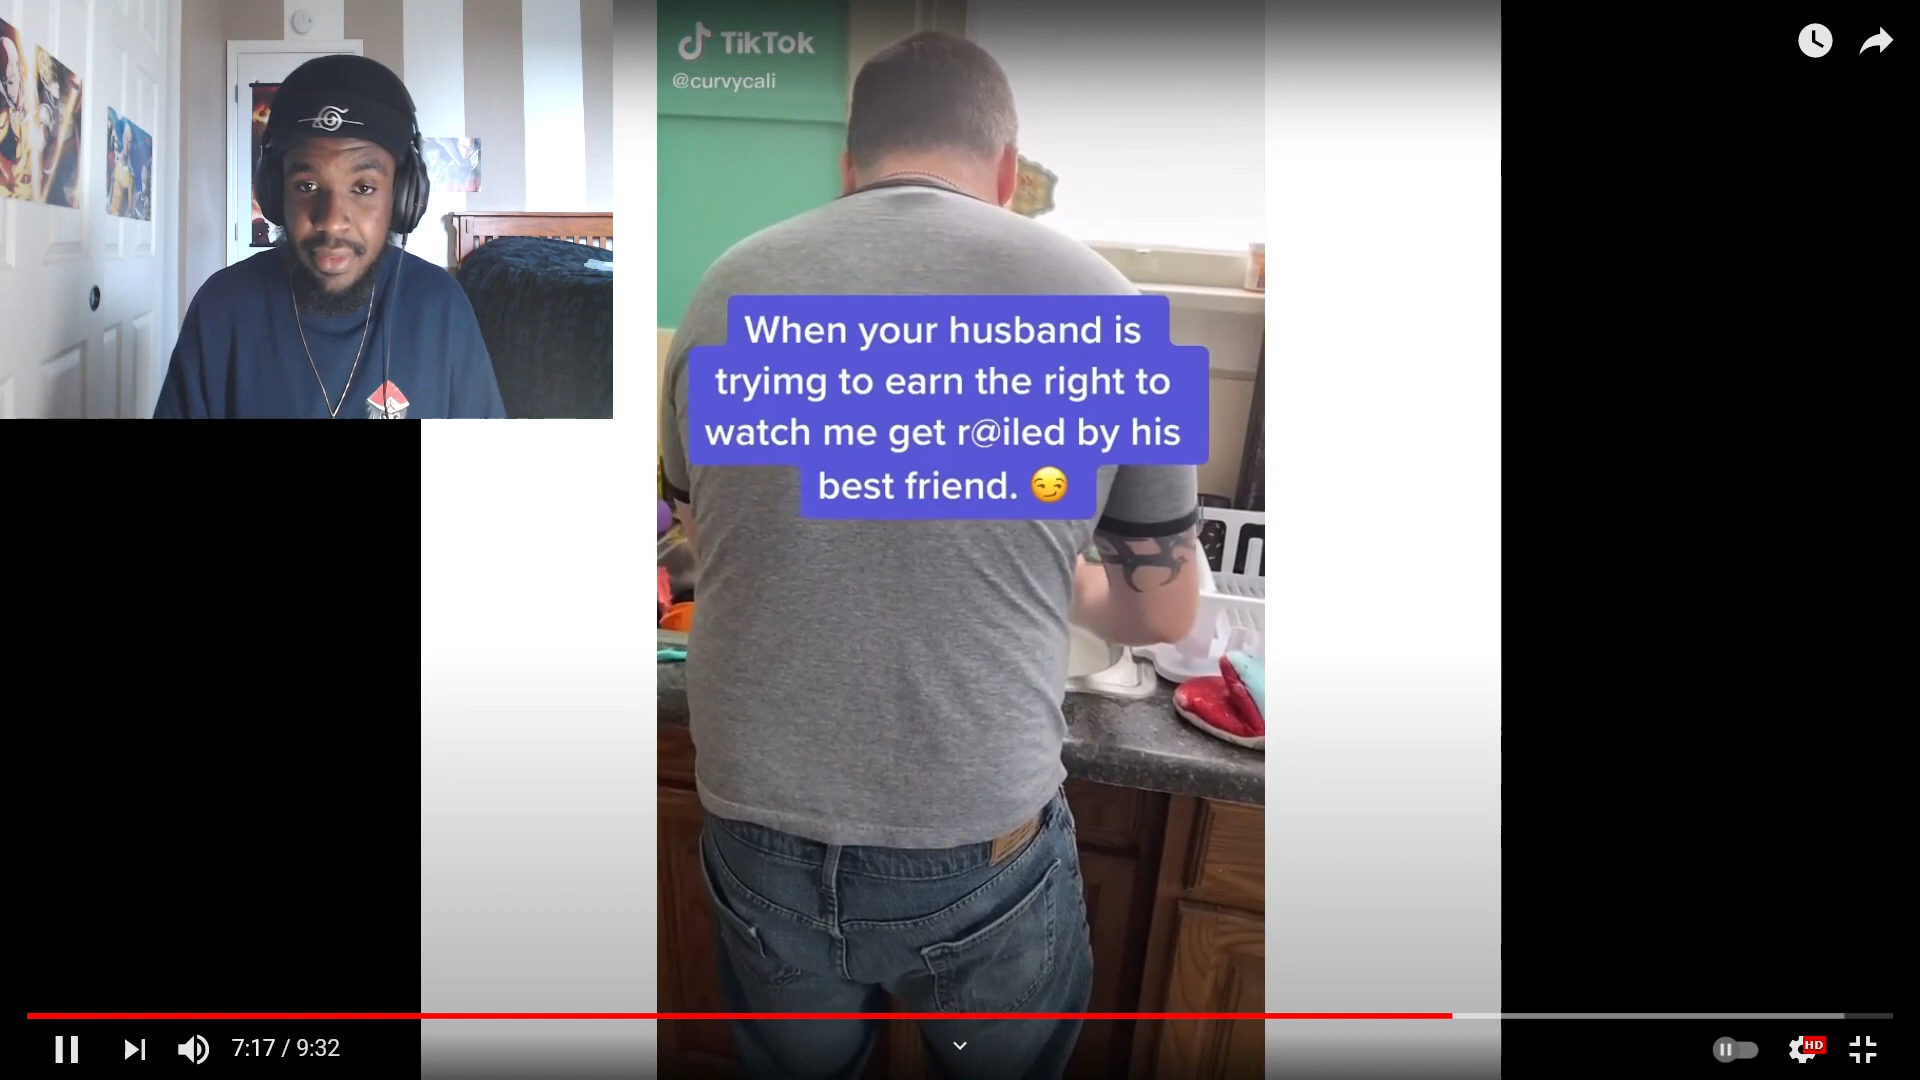 TikTok
@curvycali
When your husband is
tryimg to earn the right to
watch me get r@iled by his
best friend. 😏
7:17 / 9:32
HD